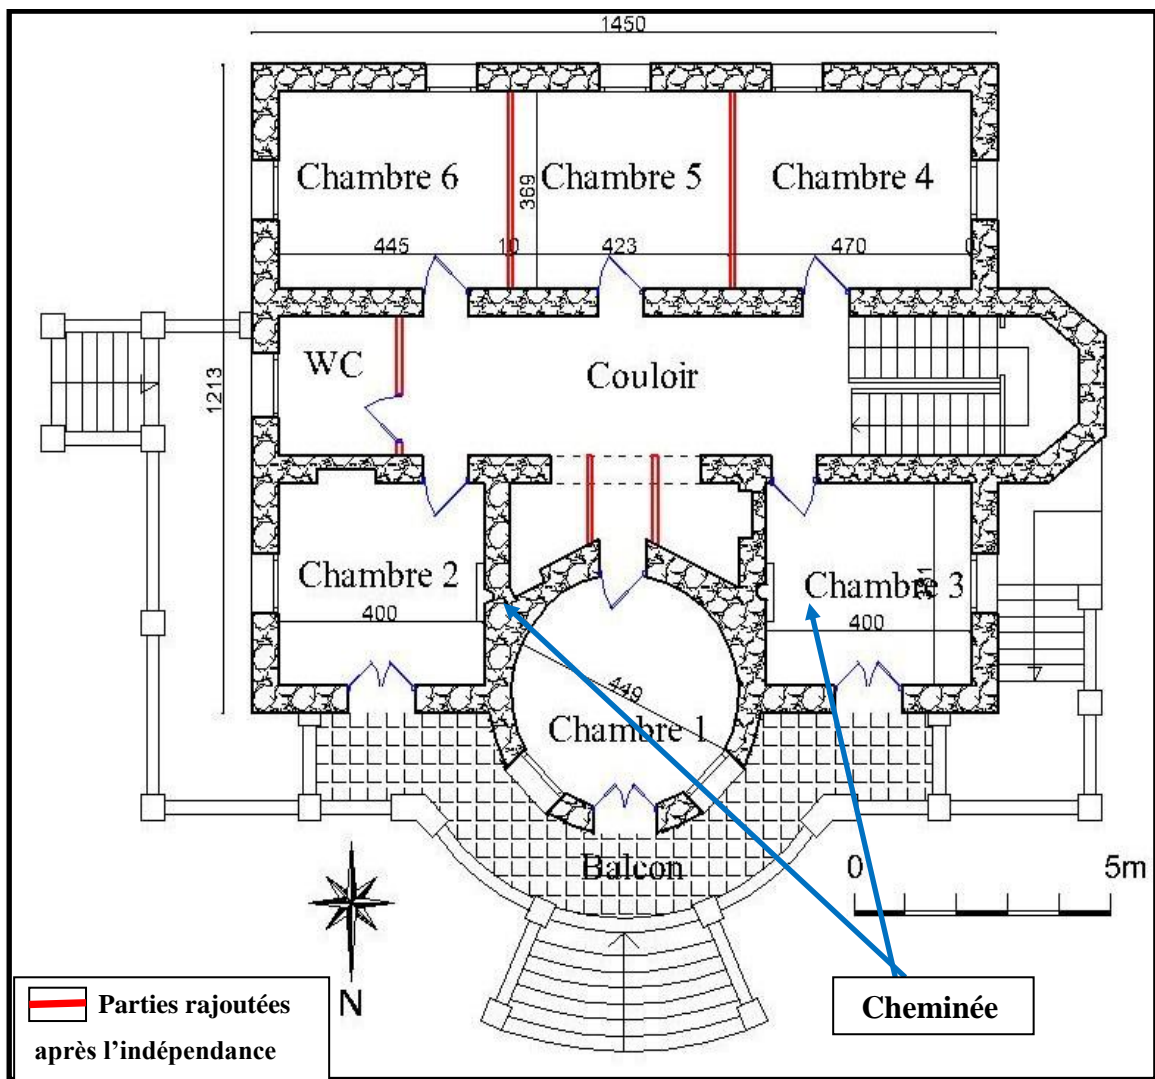 1450
Chambre 6
Chambre 5
Chambre 4
369
445
10
423
470
0
1213
WC
Couloir
Chambre 2
Chambre 3
400
400
449
Chambre 1
Balcon
0
5m
N
Parties rajoutées
après l’indépendance
Cheminée